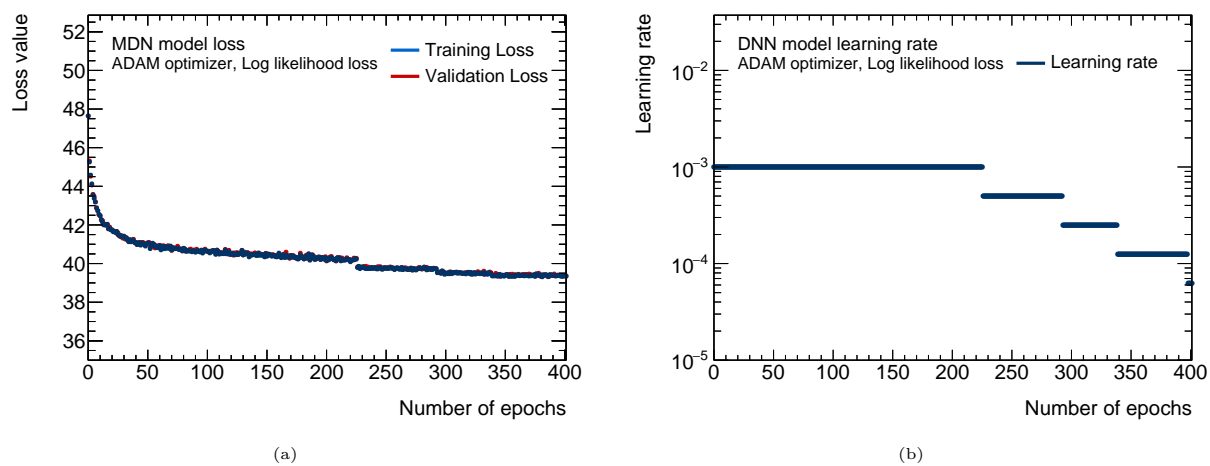 Loss value
52
50
48
46
44
42
40
38
36
MDN model loss
ADAM optimizer, Log likelihood loss
Training Loss
Validation Loss
0 50 100 150 200 250 300 350 400
Number of epochs
(a)
Learning rate
10⁻²
10⁻³
10⁻⁴
10⁻⁵
DNN model learning rate
ADAM optimizer, Log likelihood loss
Learning rate
0 50 100 150 200 250 300 350 400
Number of epochs
(b)